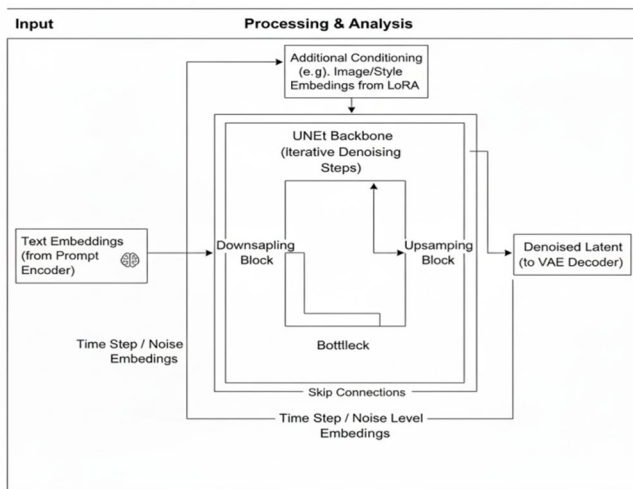 Input
Processing & Analysis
Additional Conditioning
(e.g). Image/Style
Embedings from LoRA
UNEt Backbone
(Iterative Denoising
Steps)
Text Embeddings
(from Prompt
Encoder)
Downsapling
Block
Upsamping
Block
Denoised Latent
(to VAE Decoder)
Time Step / Noise
Embedings
Bottlleck
Skip Connections
Time Step / Noise Level
Embedings